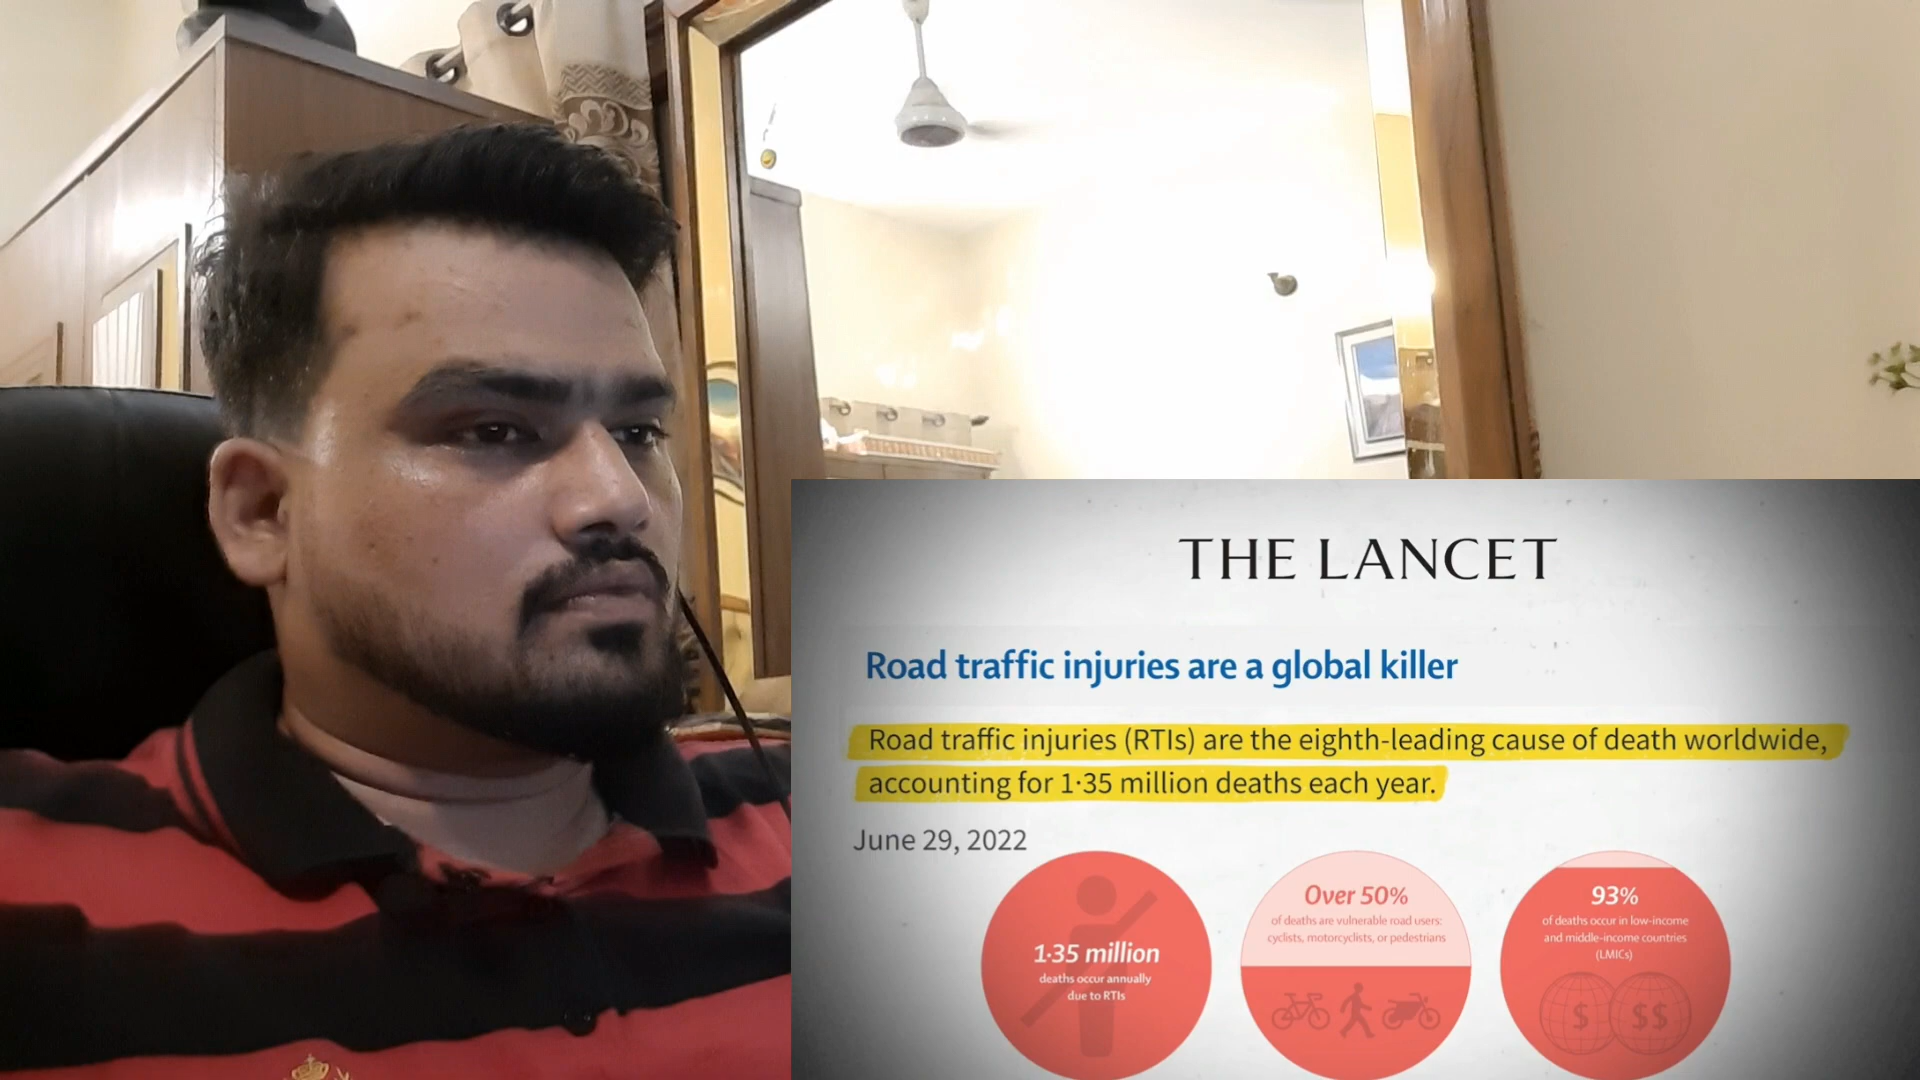 THE LANCET
Road traffic injuries are a global killer
Road traffic injuries (RTIs) are the eighth-leading cause of death worldwide,
accounting for 1·35 million deaths each year.
June 29, 2022
1·35 million
deaths occur annually
due to RTIs
Over 50%
of deaths are vulnerable road users:
cyclists, motorcyclists, or pedestrians
93%
of deaths occur in low-income
and middle-income countries
(LMICs)
$
$$